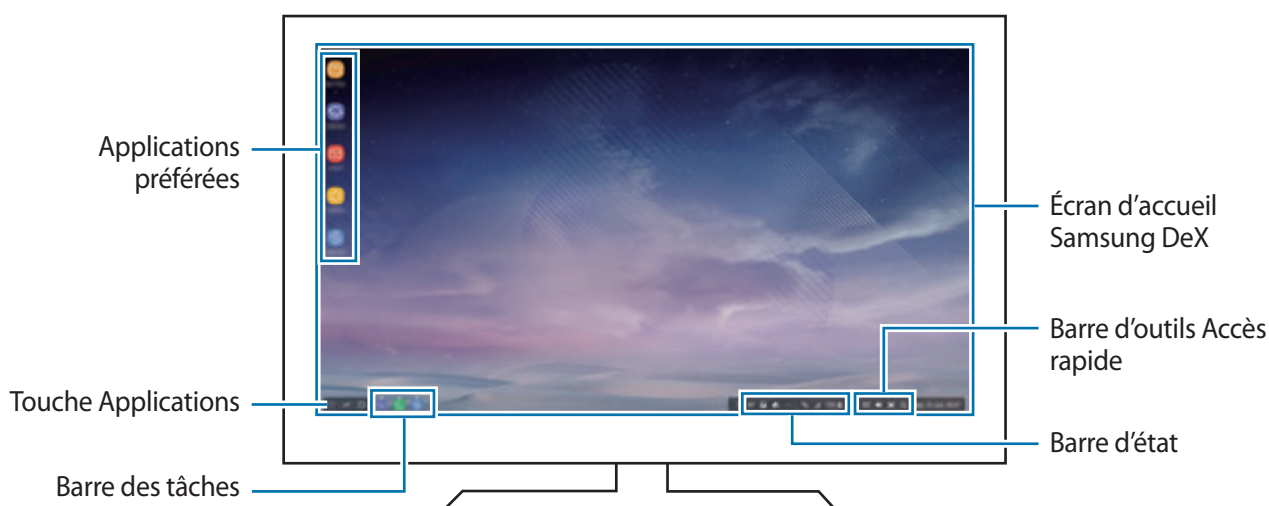 Applications
préférées
Écran d’accueil
Samsung DeX
Barre d'outils Accès
rapide
Touche Applications
Barre d'état
Barre des tâches